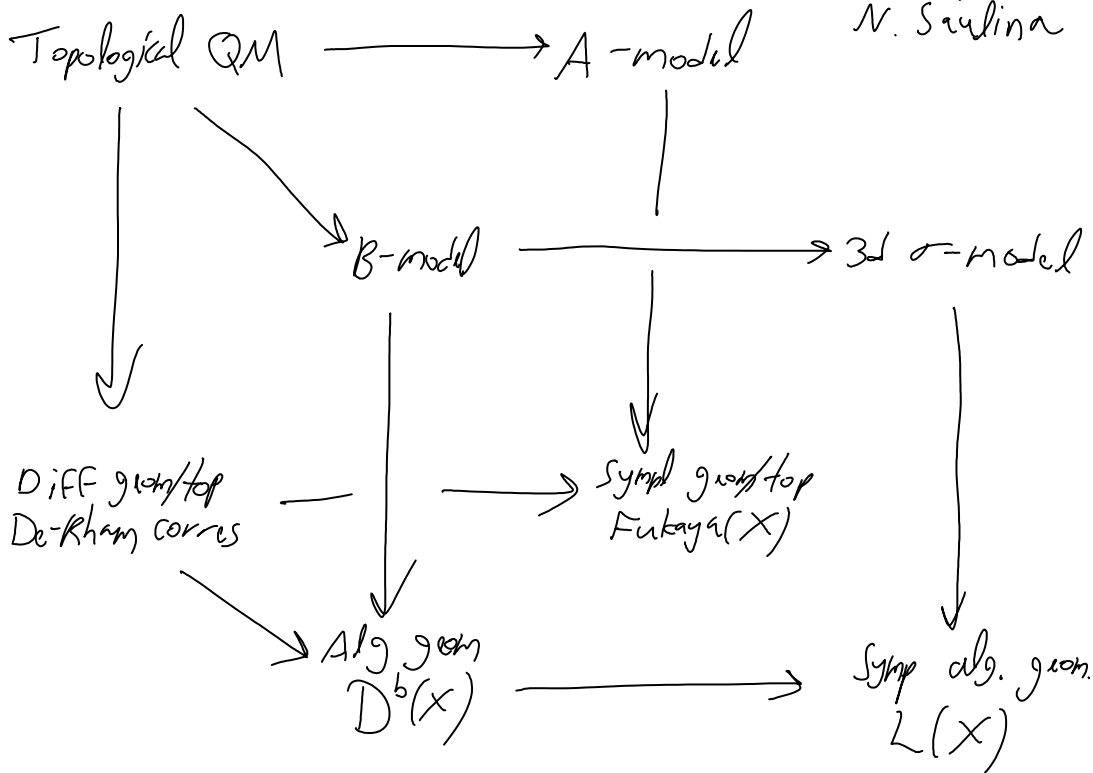 N. Saulina
Topological QM
A-model
B-model
3d σ-model
Diff geom/top
De-Rham corres
Sympl geom/top
Fukaya(X)
Alg geom
D^b(X)
Symp alg. geom.
L(X)